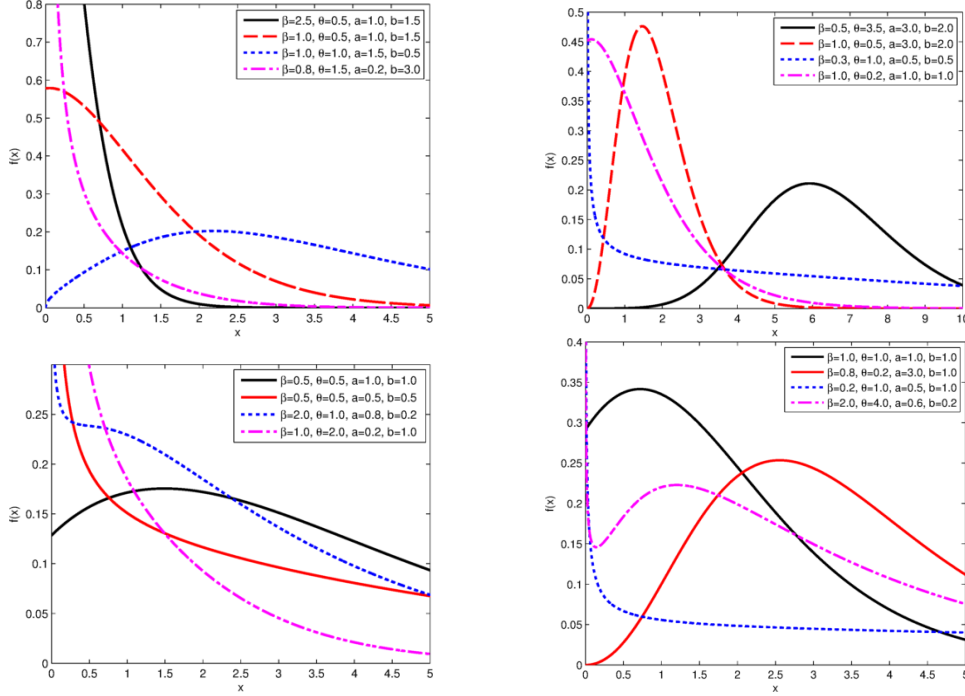 0.8
0.7
0.6
0.5
0.4
0.3
0.2
0.1
0
f(x)
β=2.5, θ=0.5, a=1.0, b=1.5
β=1.0, θ=0.5, a=1.0, b=1.5
β=1.0, θ=1.0, a=1.5, b=0.5
β=0.8, θ=1.5, a=0.2, b=3.0
0 0.5 1 1.5 2 2.5 3 3.5 4 4.5 5
x
0.5
0.45
0.4
0.35
0.3
0.25
0.2
0.15
0.1
0.05
0
f(x)
β=0.5, θ=3.5, a=3.0, b=2.0
β=1.0, θ=0.5, a=3.0, b=2.0
β=0.3, θ=1.0, a=0.5, b=0.5
β=1.0, θ=0.2, a=1.0, b=1.0
0 1 2 3 4 5 6 7 8 9 10
x
0.25
0.2
0.15
0.1
0.05
0
f(x)
β=0.5, θ=0.5, a=1.0, b=1.0
β=0.5, θ=0.5, a=0.5, b=0.5
β=2.0, θ=1.0, a=0.8, b=0.2
β=1.0, θ=2.0, a=0.2, b=1.0
0 0.5 1 1.5 2 2.5 3 3.5 4 4.5 5
x
0.4
0.35
0.3
0.25
0.2
0.15
0.1
0.05
0
f(x)
β=1.0, θ=1.0, a=1.0, b=1.0
β=0.8, θ=0.2, a=3.0, b=1.0
β=0.2, θ=1.0, a=0.5, b=1.0
β=2.0, θ=4.0, a=0.6, b=0.2
0 0.5 1 1.5 2 2.5 3 3.5 4 4.5 5
x